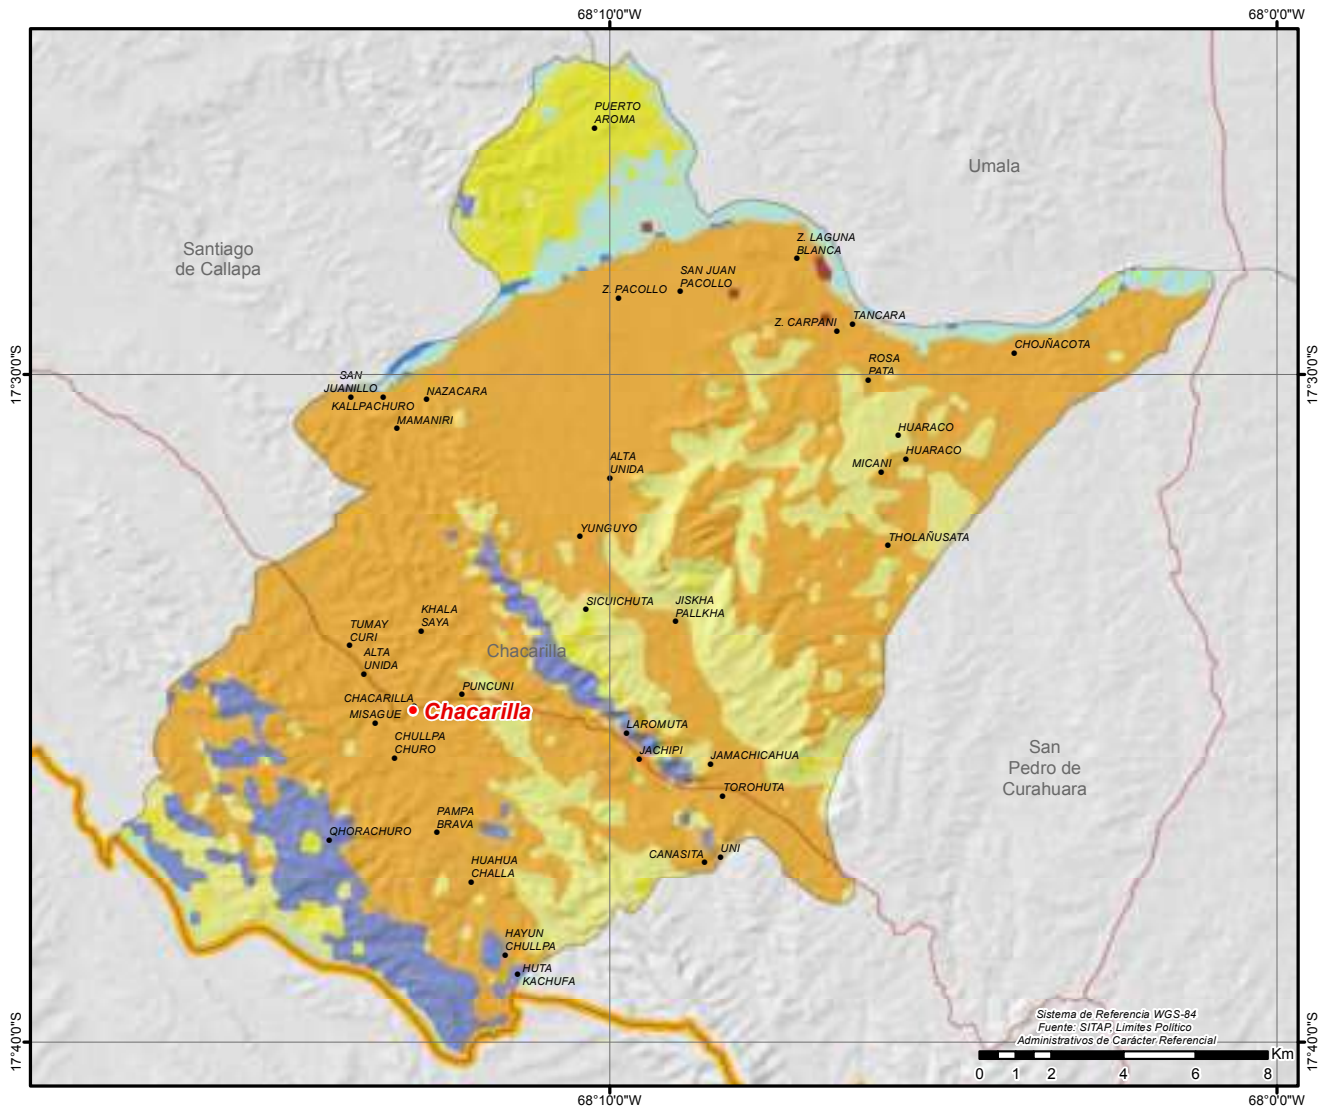 68°10'0"W
68°0'0"W
PUERTO
AROMA
Umala
Santiago
de Callapa
Z. LAGUNA
BLANCA
SAN JUAN
PACOLLO
Z. PACOLLO
Z. CARPANI
TANCARA
CHOJÑACOTA
ROSA
PATA
17°30'0"S
17°30'0"S
SAN
JUANILLO
KALLPACHURO
NAZACARA
MAMANIRI
HUARACO
HUARACO
MICANI
ALTA
UNIDA
YUNGUYO
THOLAÑUSATA
SICUICHUTA
JISKHA
PALLKHA
KHALA
SAYA
TUMAY
CURI
ALTA
UNIDA
Chacarilla
PUNCUNI
CHACARILLA
Chacarilla
MISAGUE
CHULLPA
CHURO
LAROMUTA
JACHIPI
JAMACHICAHUA
TOROHUTA
San
Pedro de
Curahuara
PAMPA
BRAVA
QHORACHURO
CANASITA
UNI
HUAHUA
CHALLA
HAYUN
CHULLPA
HUTA
KACHUFA
Sistema de Referencia WGS-84
Fuente: SITAP, Limites Político
Administrativos de Carácter Referencial
Km
0 1 2 4 6 8
17°40'0"S
17°40'0"S
68°10'0"W
68°0'0"W